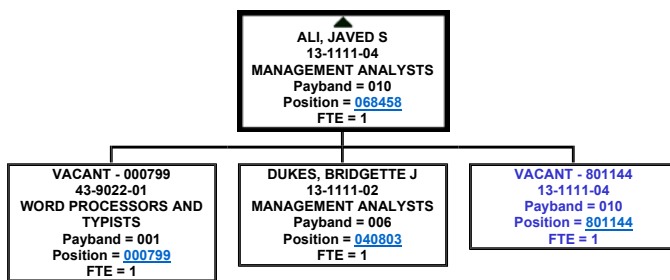 ALI, JAVED S
13-1111-04
MANAGEMENT ANALYSTS
Payband = 010
Position = 068458
FTE = 1
VACANT - 000799
43-9022-01
WORD PROCESSORS AND
TYPISTS
Payband = 001
Position = 000799
FTE = 1
DUKES, BRIDGETTE J
13-1111-02
MANAGEMENT ANALYSTS
Payband = 006
Position = 040803
FTE = 1
VACANT - 801144
13-1111-04
Payband = 010
Position = 801144
FTE = 1